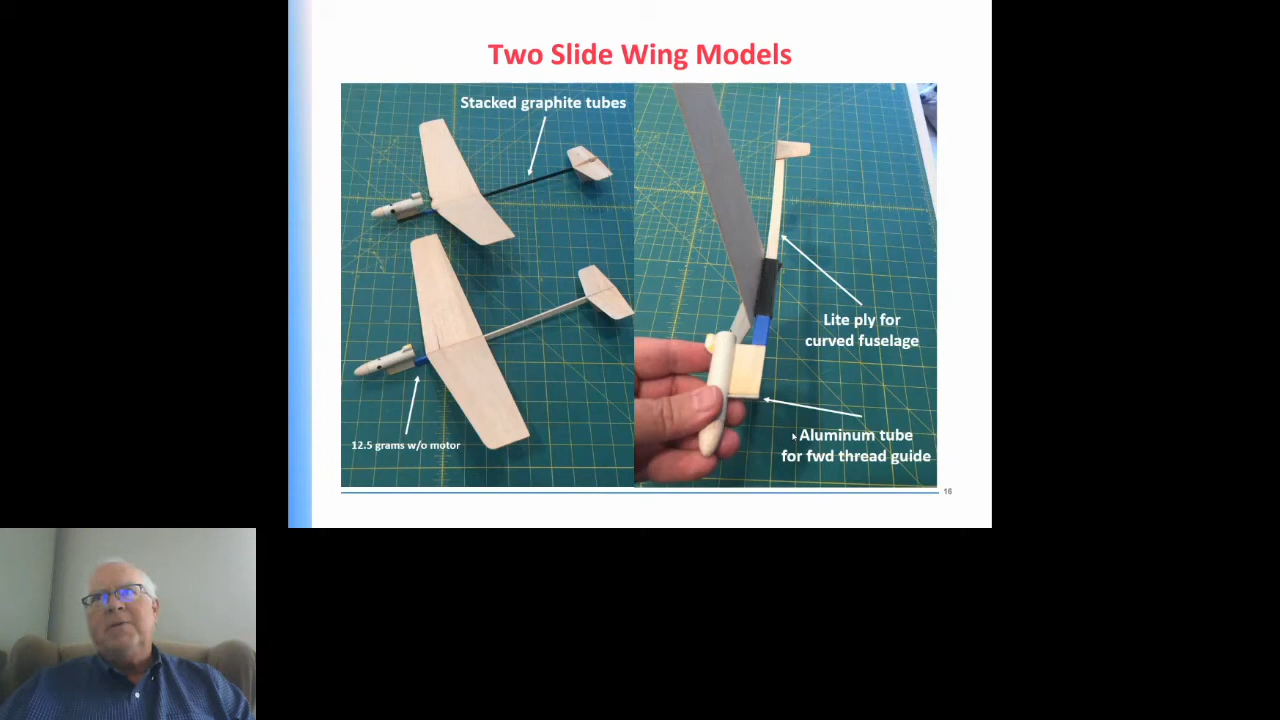 Two Slide Wing Models
Stacked graphite tubes
12.5 grams w/o motor
Lite ply for
curved fuselage
Aluminum tube
for fwd thread guide
16